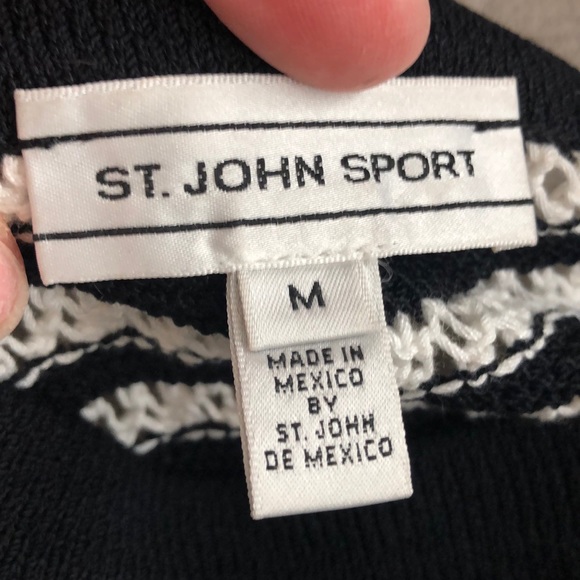 ST. JOHN SPORT
M
MADE IN
MEXICO
BY
ST. JOHN
DE MEXICO